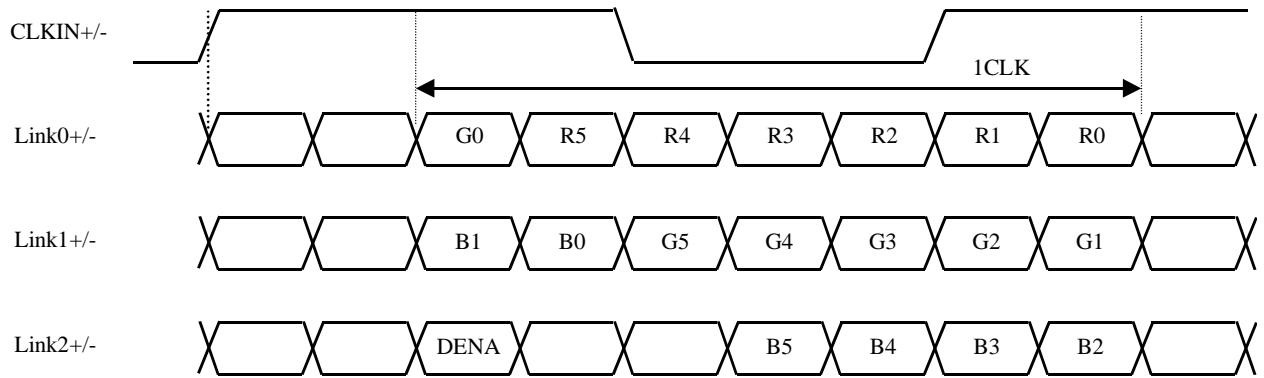 CLKIN+/-
1CLK
Link0+/- G0 R5 R4 R3 R2 R1 R0
Link1+/- B1 B0 G5 G4 G3 G2 G1
Link2+/- DENA B5 B4 B3 B2